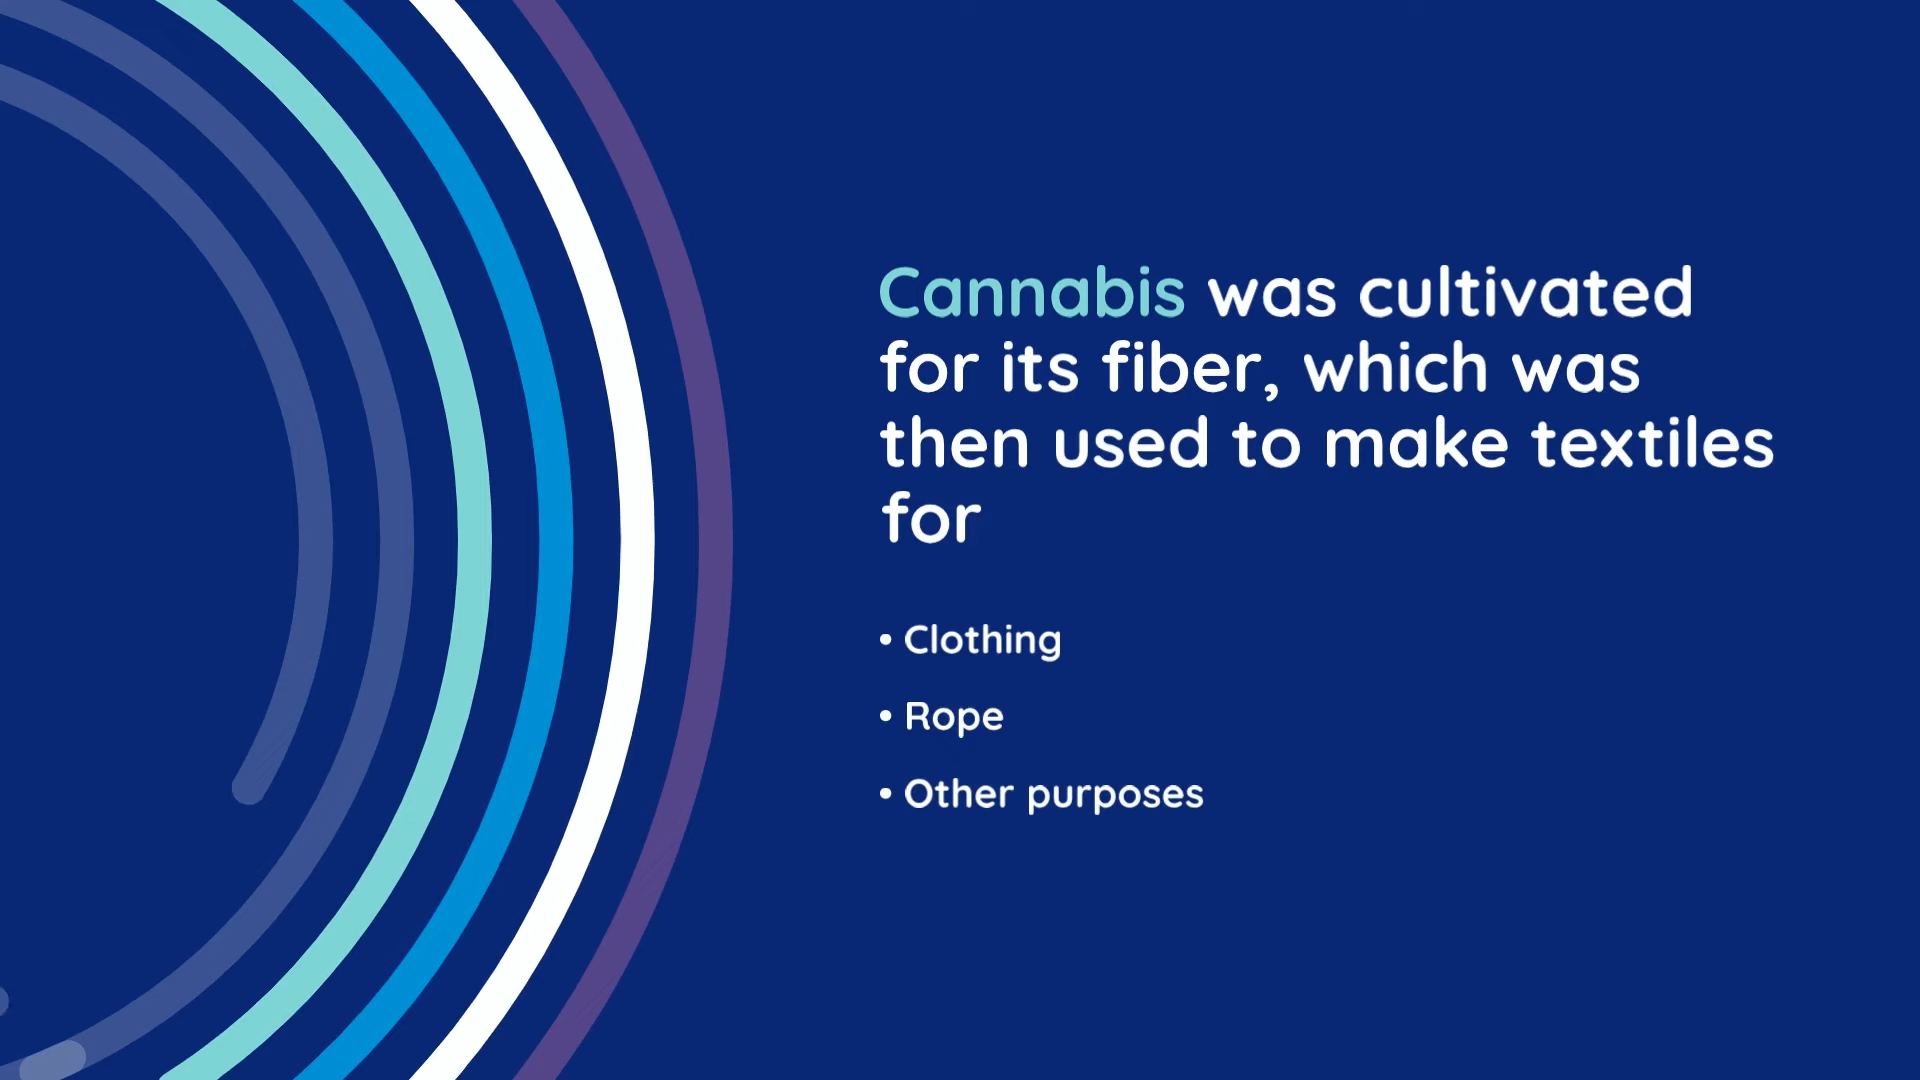 Cannabis was cultivated
for its fiber, which was
then used to make textiles
for
• Clothing
• Rope
• Other purposes